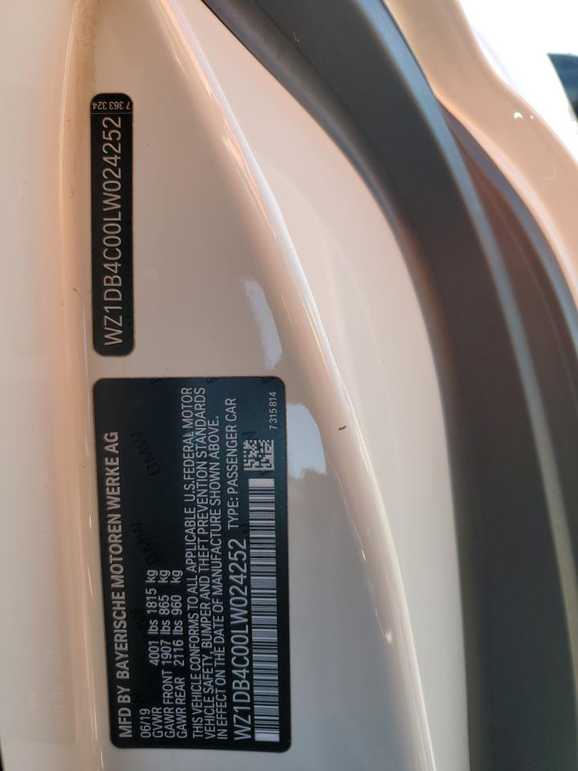 7 363 324
WZ1DB4C00LW024252
MFD BY BAYERISCHE MOTOREN WERKE AG
06/19
GVWR 4001 lbs 1815 kg
GAWR FRONT 1907 lbs 865 kg
GAWR REAR 2116 lbs 960 kg
THIS VEHICLE CONFORMS TO ALL APPLICABLE U.S.FEDERAL MOTOR
VEHICLE SAFETY, BUMPER AND THEFT PREVENTION STANDARDS
IN EFFECT ON THE DATE OF MANUFACTURE SHOWN ABOVE.
WZ1DB4C00LW024252 TYPE: PASSENGER CAR
7 315 814